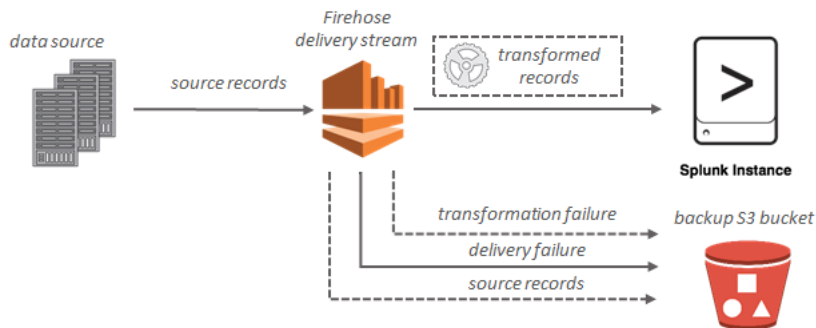 Firehose
delivery stream
data source
source records
transformed
records
>
Splunk Instance
transformation failure
backup S3 bucket
delivery failure
source records